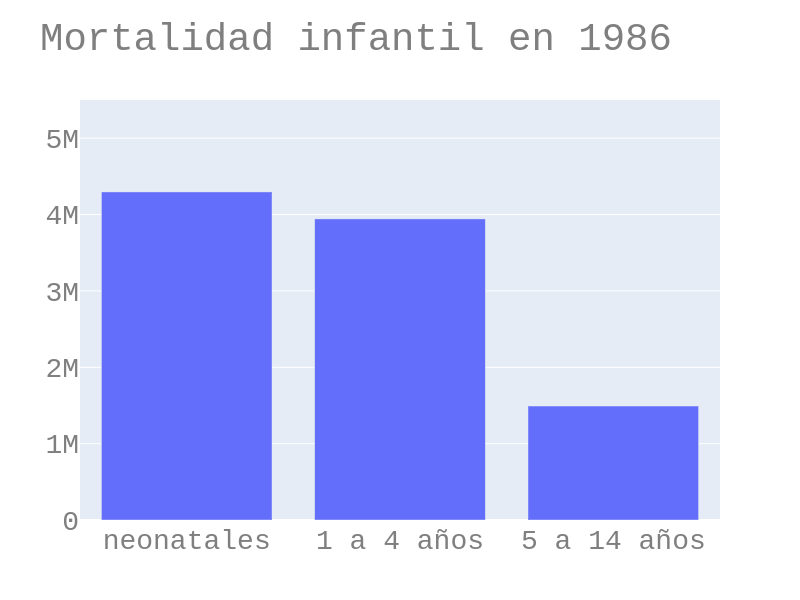 Mortalidad infantil en 1986
5M
4M
3M
2M
1M
0
neonatales 1 a 4 años 5 a 14 años